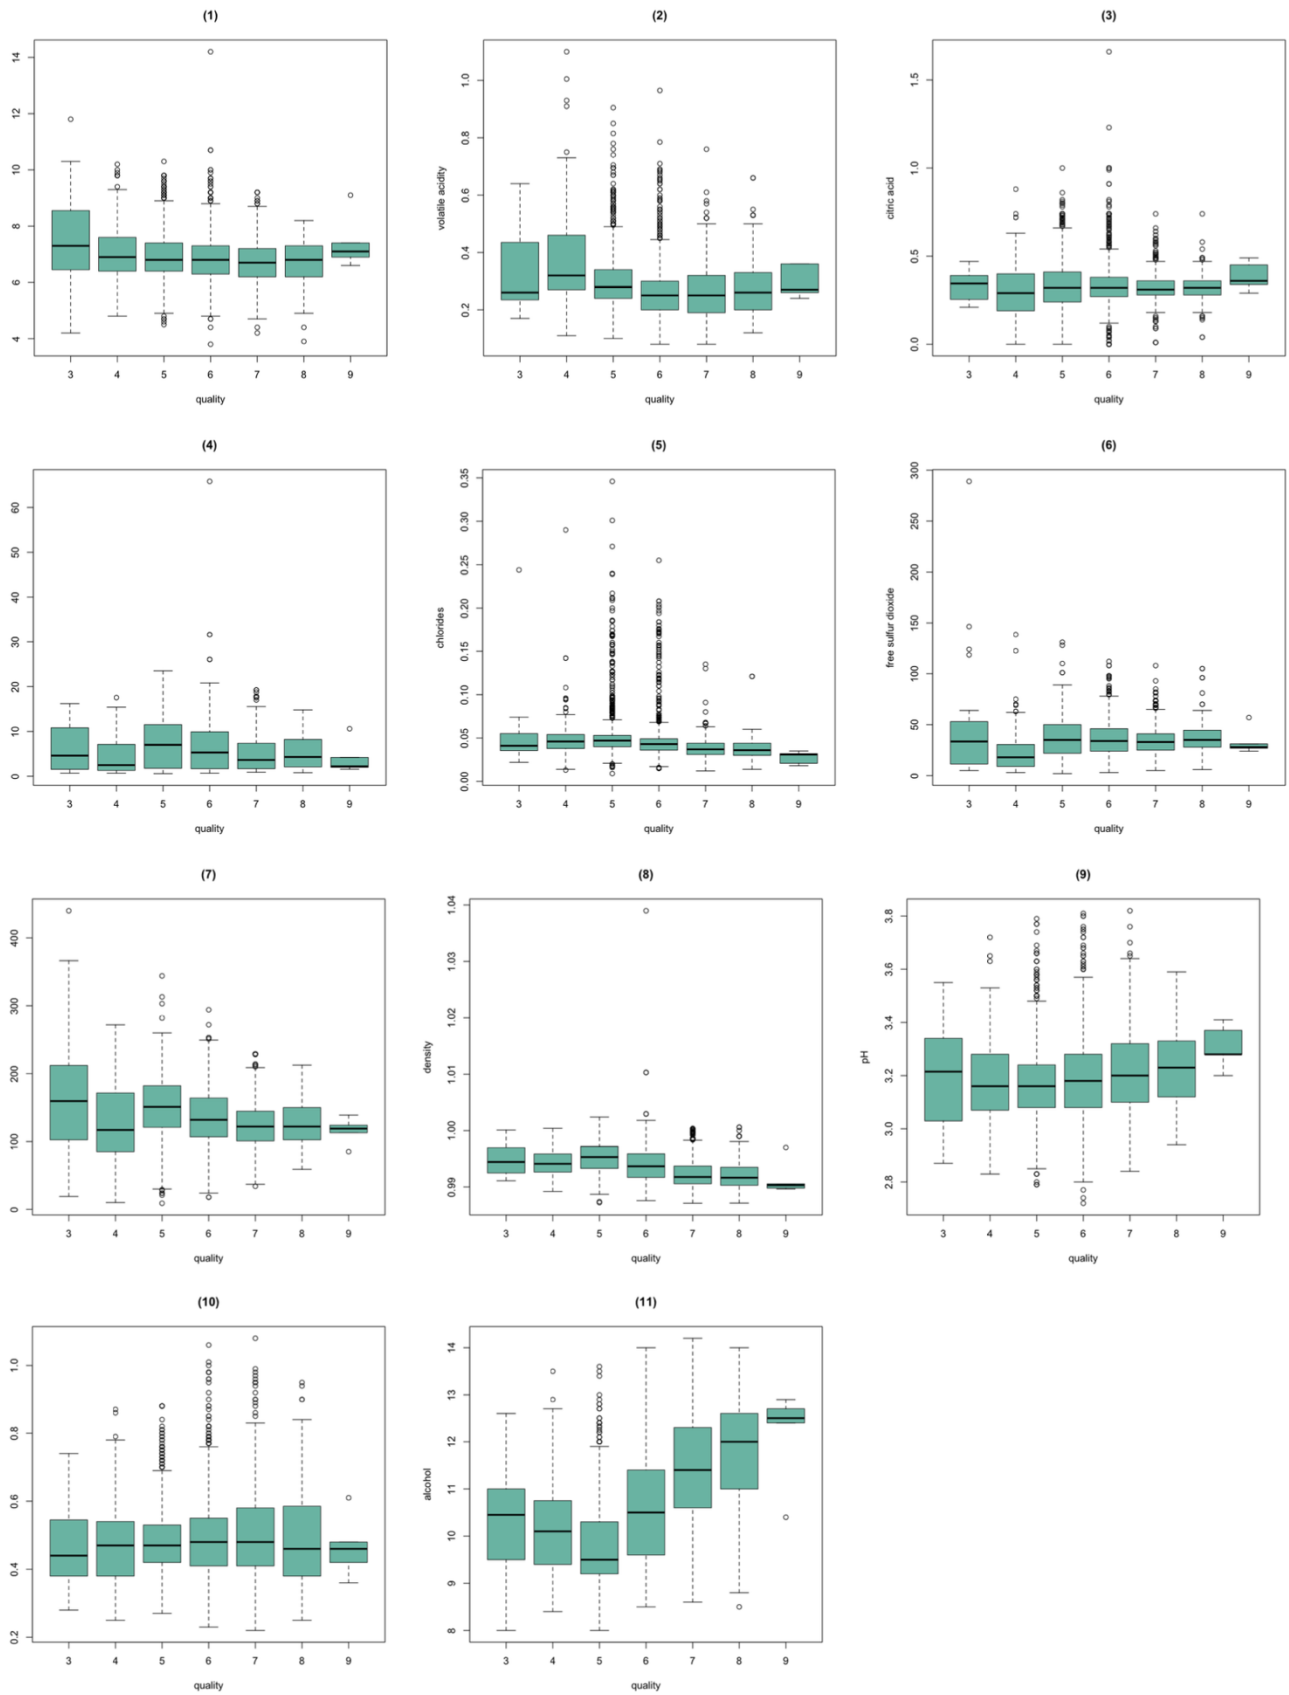 (1)
14
12
10
8
6
4
3 4 5 6 7 8 9
quality
(2)
volatile acidity
1.0
0.8
0.6
0.4
0.2
3 4 5 6 7 8 9
quality
(3)
citric acid
1.5
1.0
0.5
0.0
3 4 5 6 7 8 9
quality
(4)
60
50
40
30
20
10
0
3 4 5 6 7 8 9
quality
(5)
chlorides
0.35
0.30
0.25
0.20
0.15
0.10
0.05
0.00
3 4 5 6 7 8 9
quality
(6)
free sulfur dioxide
300
250
200
150
100
50
0
3 4 5 6 7 8 9
quality
(7)
400
300
200
100
0
3 4 5 6 7 8 9
quality
(8)
density
1.04
1.03
1.02
1.01
1.00
0.99
3 4 5 6 7 8 9
quality
(9)
pH
3.8
3.6
3.4
3.2
3.0
2.8
3 4 5 6 7 8 9
quality
(10)
1.0
0.8
0.6
0.4
0.2
3 4 5 6 7 8 9
quality
(11)
alcohol
14
13
12
11
10
9
8
3 4 5 6 7 8 9
quality